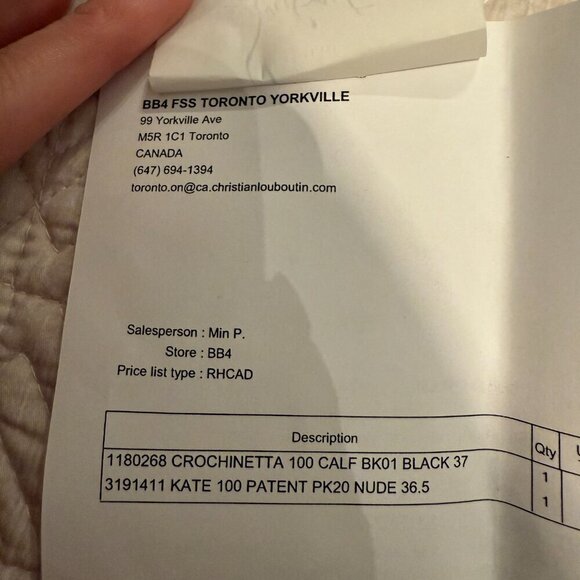 BB4 FSS TORONTO YORKVILLE
99 Yorkville Ave
M5R 1C1 Toronto
CANADA
(647) 694-1394
toronto.on@ca.christianlouboutin.com
Salesperson : Min P.
Store : BB4
Price list type : RHCAD
Description Qty U
1180268 CROCHINETTA 100 CALF BK01 BLACK 37 1
3191411 KATE 100 PATENT PK20 NUDE 36.5 1